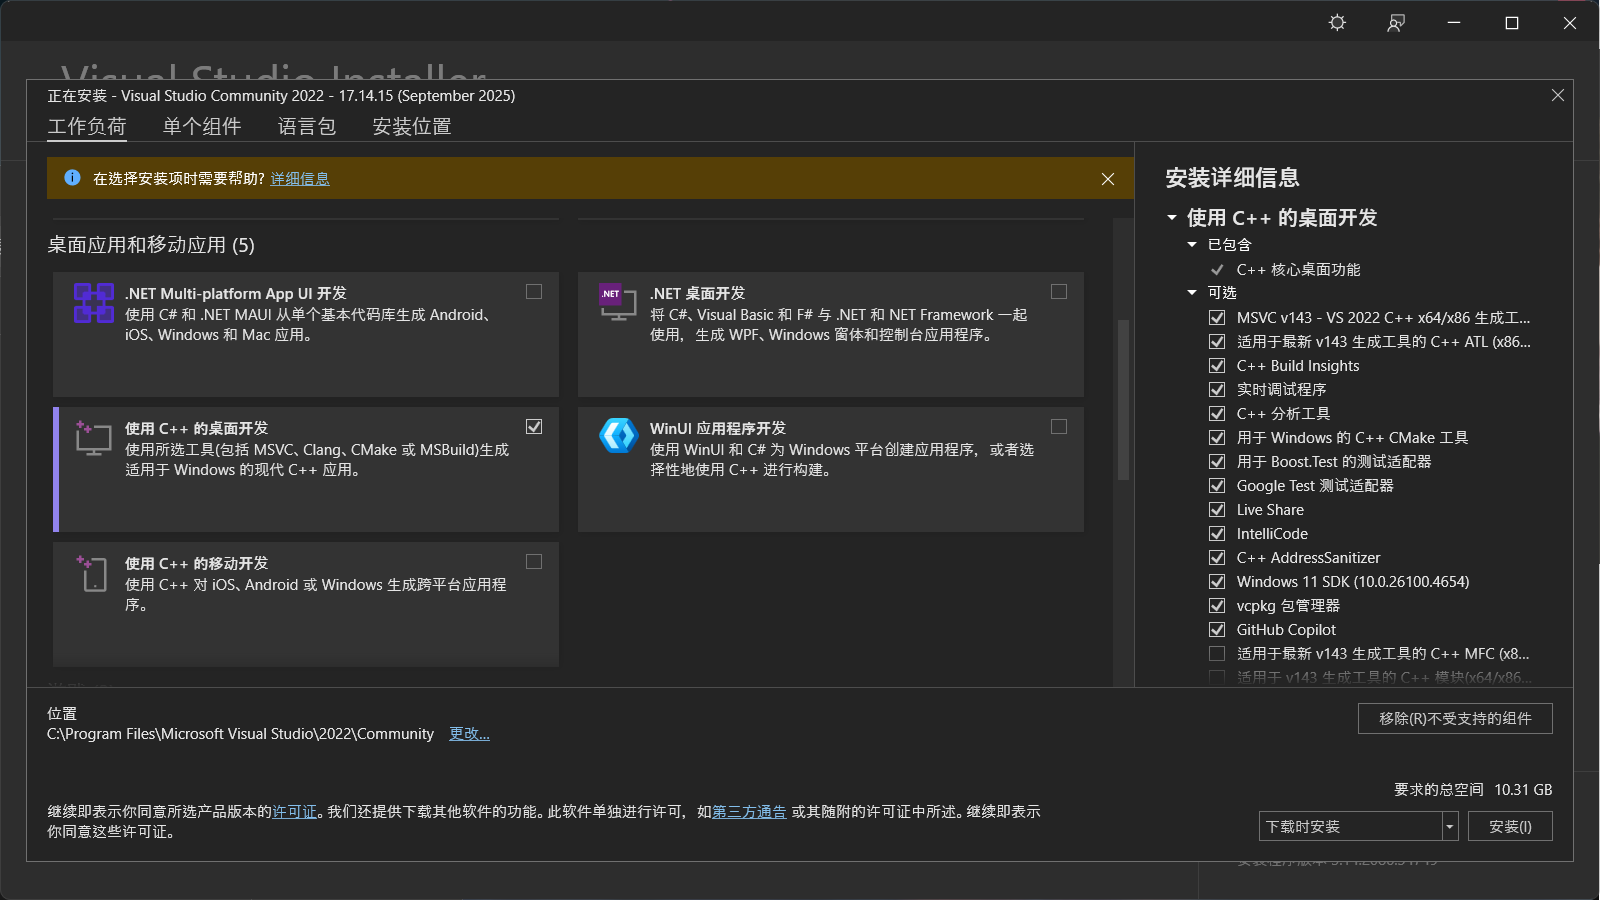 Visual Studio Installer
正在安装 - Visual Studio Community 2022 - 17.14.15 (September 2025)
工作负荷
单个组件
语言包
安装位置
在选择安装项时需要帮助? 详细信息
桌面应用和移动应用 (5)
.NET Multi-platform App UI 开发
使用 C# 和 .NET MAUI 从单个基本代码库生成 Android、
iOS、Windows 和 Mac 应用。
.NET
.NET 桌面开发
将 C#、Visual Basic 和 F# 与 .NET 和 NET Framework 一起
使用，生成 WPF、Windows 窗体和控制台应用程序。
使用 C++ 的桌面开发
使用所选工具(包括 MSVC、Clang、CMake 或 MSBuild)生成
适用于 Windows 的现代 C++ 应用。
WinUI 应用程序开发
使用 WinUI 和 C# 为 Windows 平台创建应用程序，或者选
择性地使用 C++ 进行构建。
使用 C++ 的移动开发
使用 C++ 对 iOS、Android 或 Windows 生成跨平台应用程
序。
安装详细信息
使用 C++ 的桌面开发
已包含
C++ 核心桌面功能
可选
MSVC v143 - VS 2022 C++ x64/x86 生成工...
适用于最新 v143 生成工具的 C++ ATL (x86...
C++ Build Insights
实时调试程序
C++ 分析工具
用于 Windows 的 C++ CMake 工具
用于 Boost.Test 的测试适配器
Google Test 测试适配器
Live Share
IntelliCode
C++ AddressSanitizer
Windows 11 SDK (10.0.26100.4654)
vcpkg 包管理器
GitHub Copilot
适用于最新 v143 生成工具的 C++ MFC (x8...
适用于 v143 生成工具的 C++ 模块(x64/x86...
位置
C:\Program Files\Microsoft Visual Studio\2022\Community 更改...
移除(R)不受支持的组件
要求的总空间 10.31 GB
继续即表示你同意所选产品版本的许可证。我们还提供下载其他软件的功能。此软件单独进行许可，如第三方通告 或其随附的许可证中所述。继续即表示
你同意这些许可证。
下载时安装
安装(I)